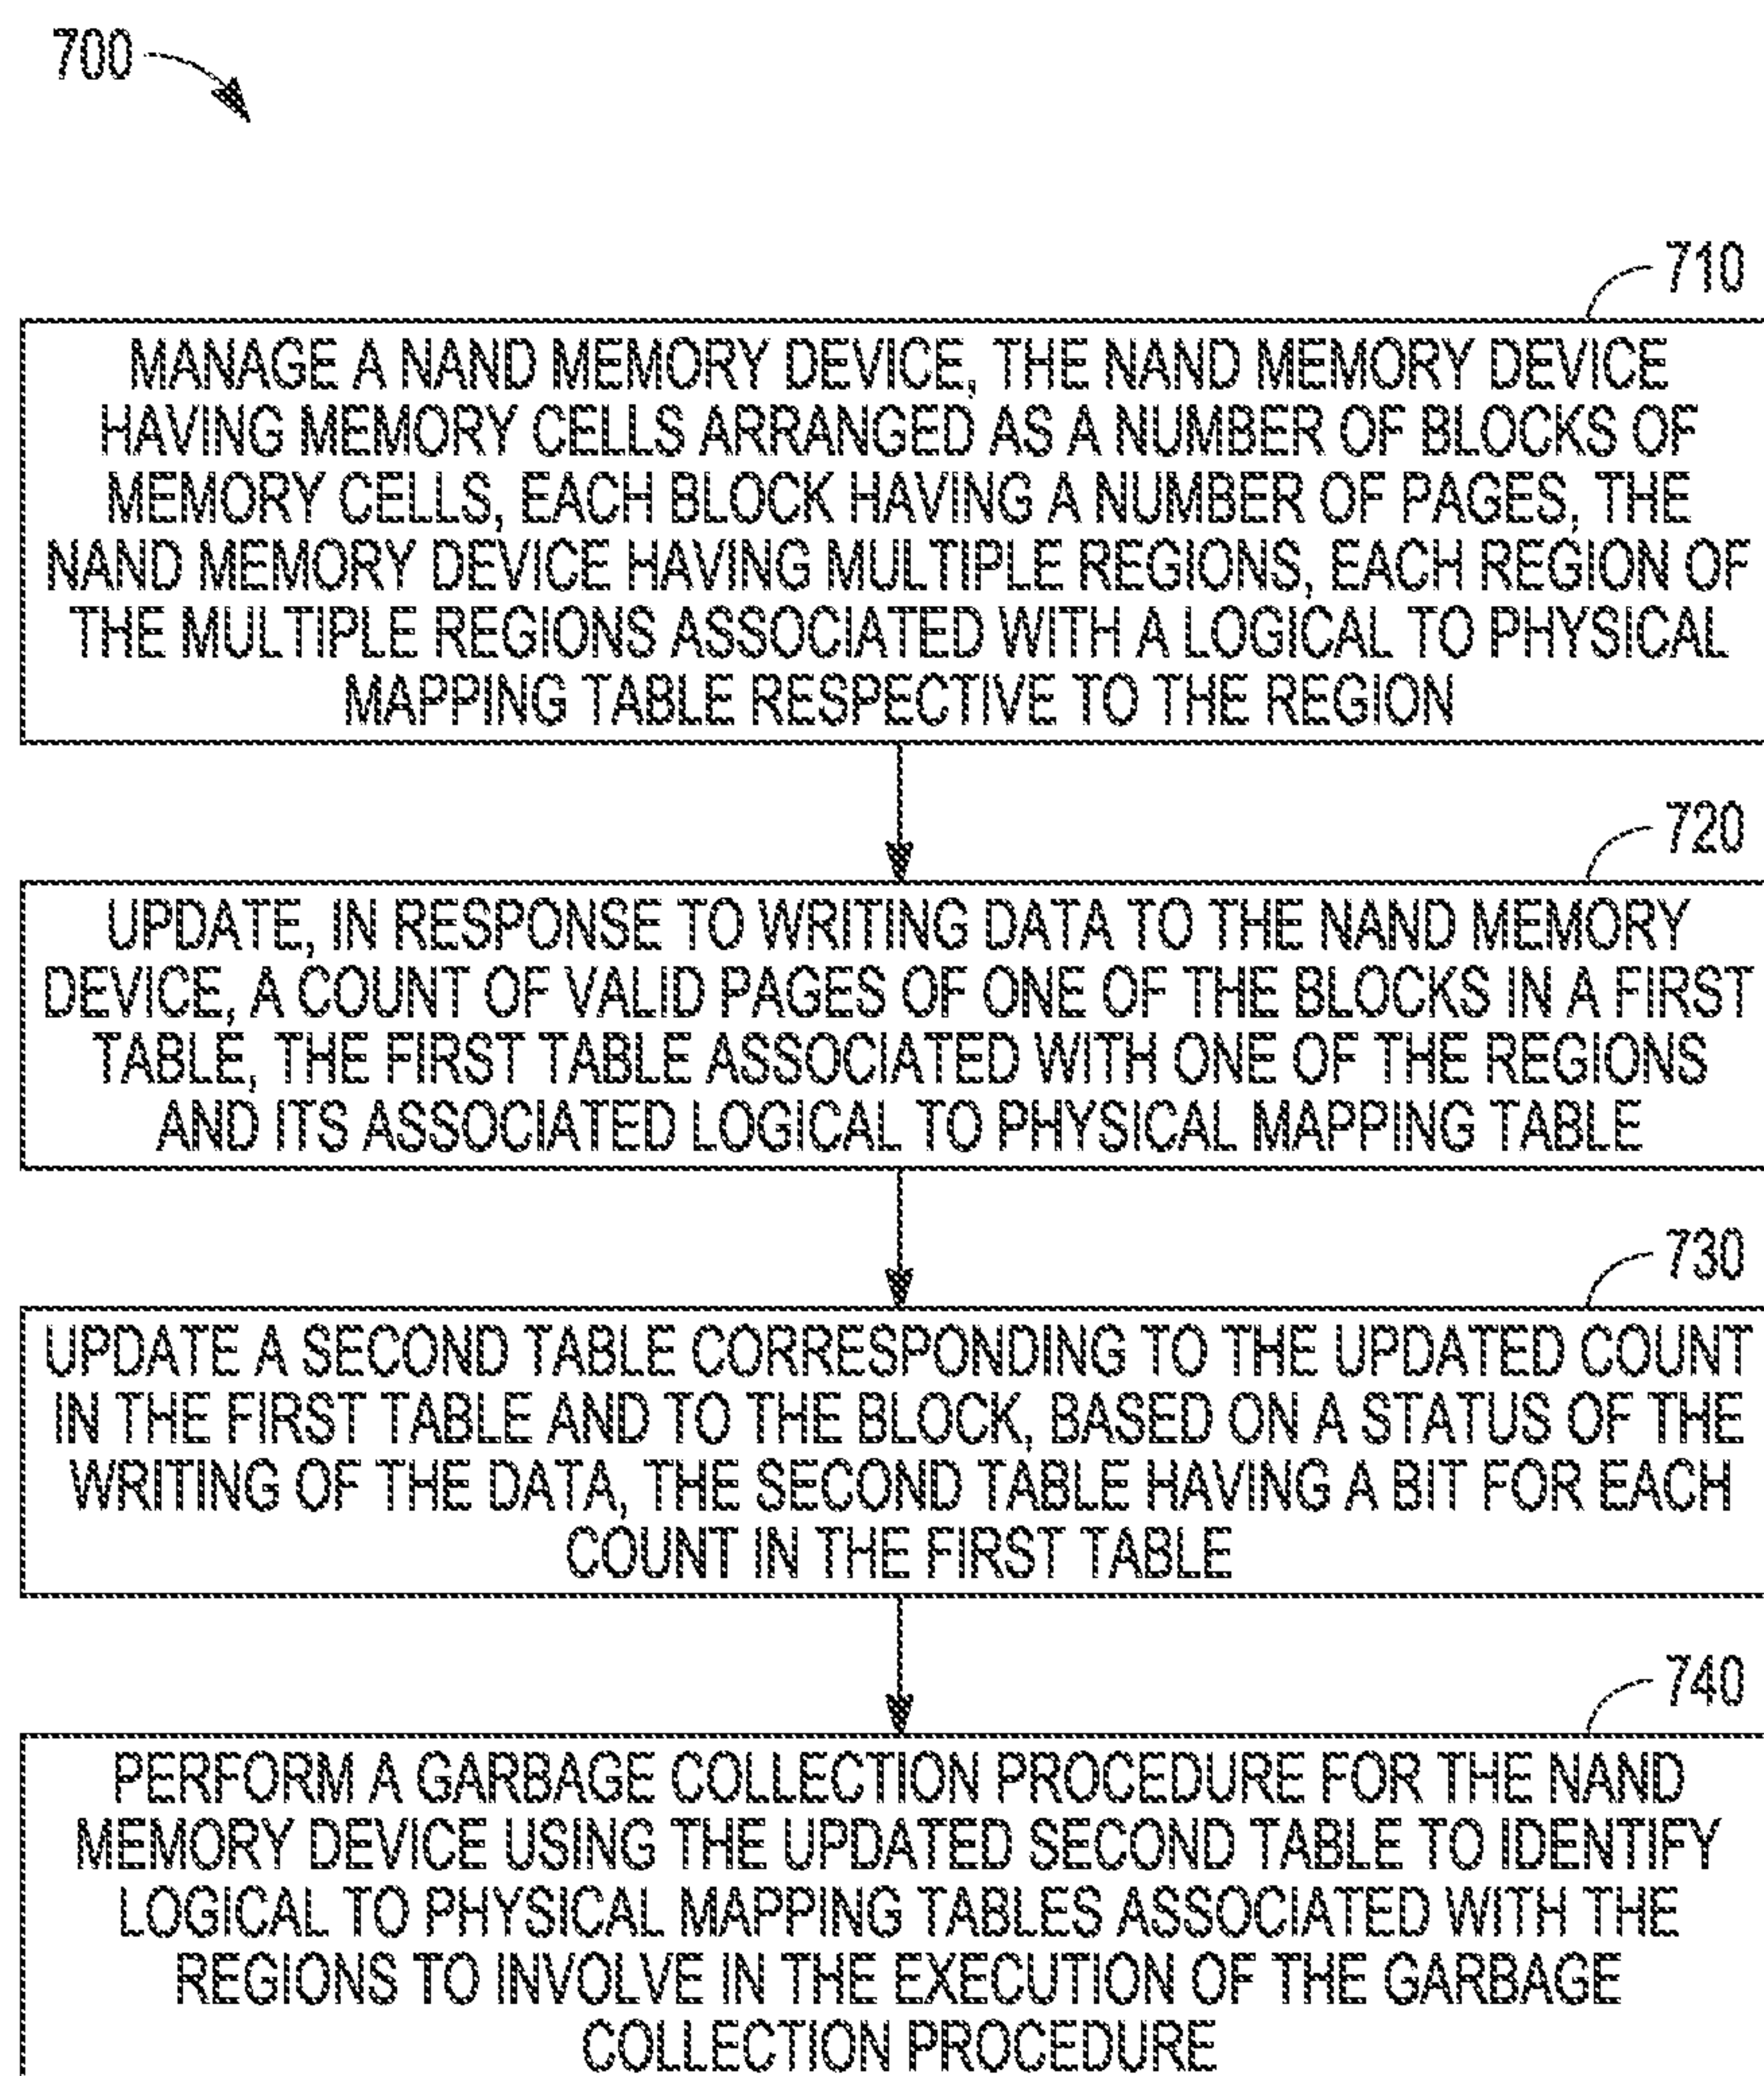 700
710
MANAGE A NAND MEMORY DEVICE, THE NAND MEMORY DEVICE
HAVING MEMORY CELLS ARRANGED AS A NUMBER OF BLOCKS OF
MEMORY CELLS, EACH BLOCK HAVING A NUMBER OF PAGES, THE
NAND MEMORY DEVICE HAVING MULTIPLE REGIONS, EACH REGION OF
THE MULTIPLE REGIONS ASSOCIATED WITH A LOGICAL TO PHYSICAL
MAPPING TABLE RESPECTIVE TO THE REGION
720
UPDATE, IN RESPONSE TO WRITING DATA TO THE NAND MEMORY
DEVICE, A COUNT OF VALID PAGES OF ONE OF THE BLOCKS IN A FIRST
TABLE, THE FIRST TABLE ASSOCIATED WITH ONE OF THE REGIONS
AND ITS ASSOCIATED LOGICAL TO PHYSICAL MAPPING TABLE
730
UPDATE A SECOND TABLE CORRESPONDING TO THE UPDATED COUNT
IN THE FIRST TABLE AND TO THE BLOCK, BASED ON A STATUS OF THE
WRITING OF THE DATA, THE SECOND TABLE HAVING A BIT FOR EACH
COUNT IN THE FIRST TABLE
740
PERFORM A GARBAGE COLLECTION PROCEDURE FOR THE NAND
MEMORY DEVICE USING THE UPDATED SECOND TABLE TO IDENTIFY
LOGICAL TO PHYSICAL MAPPING TABLES ASSOCIATED WITH THE
REGIONS TO INVOLVE IN THE EXECUTION OF THE GARBAGE
COLLECTION PROCEDURE